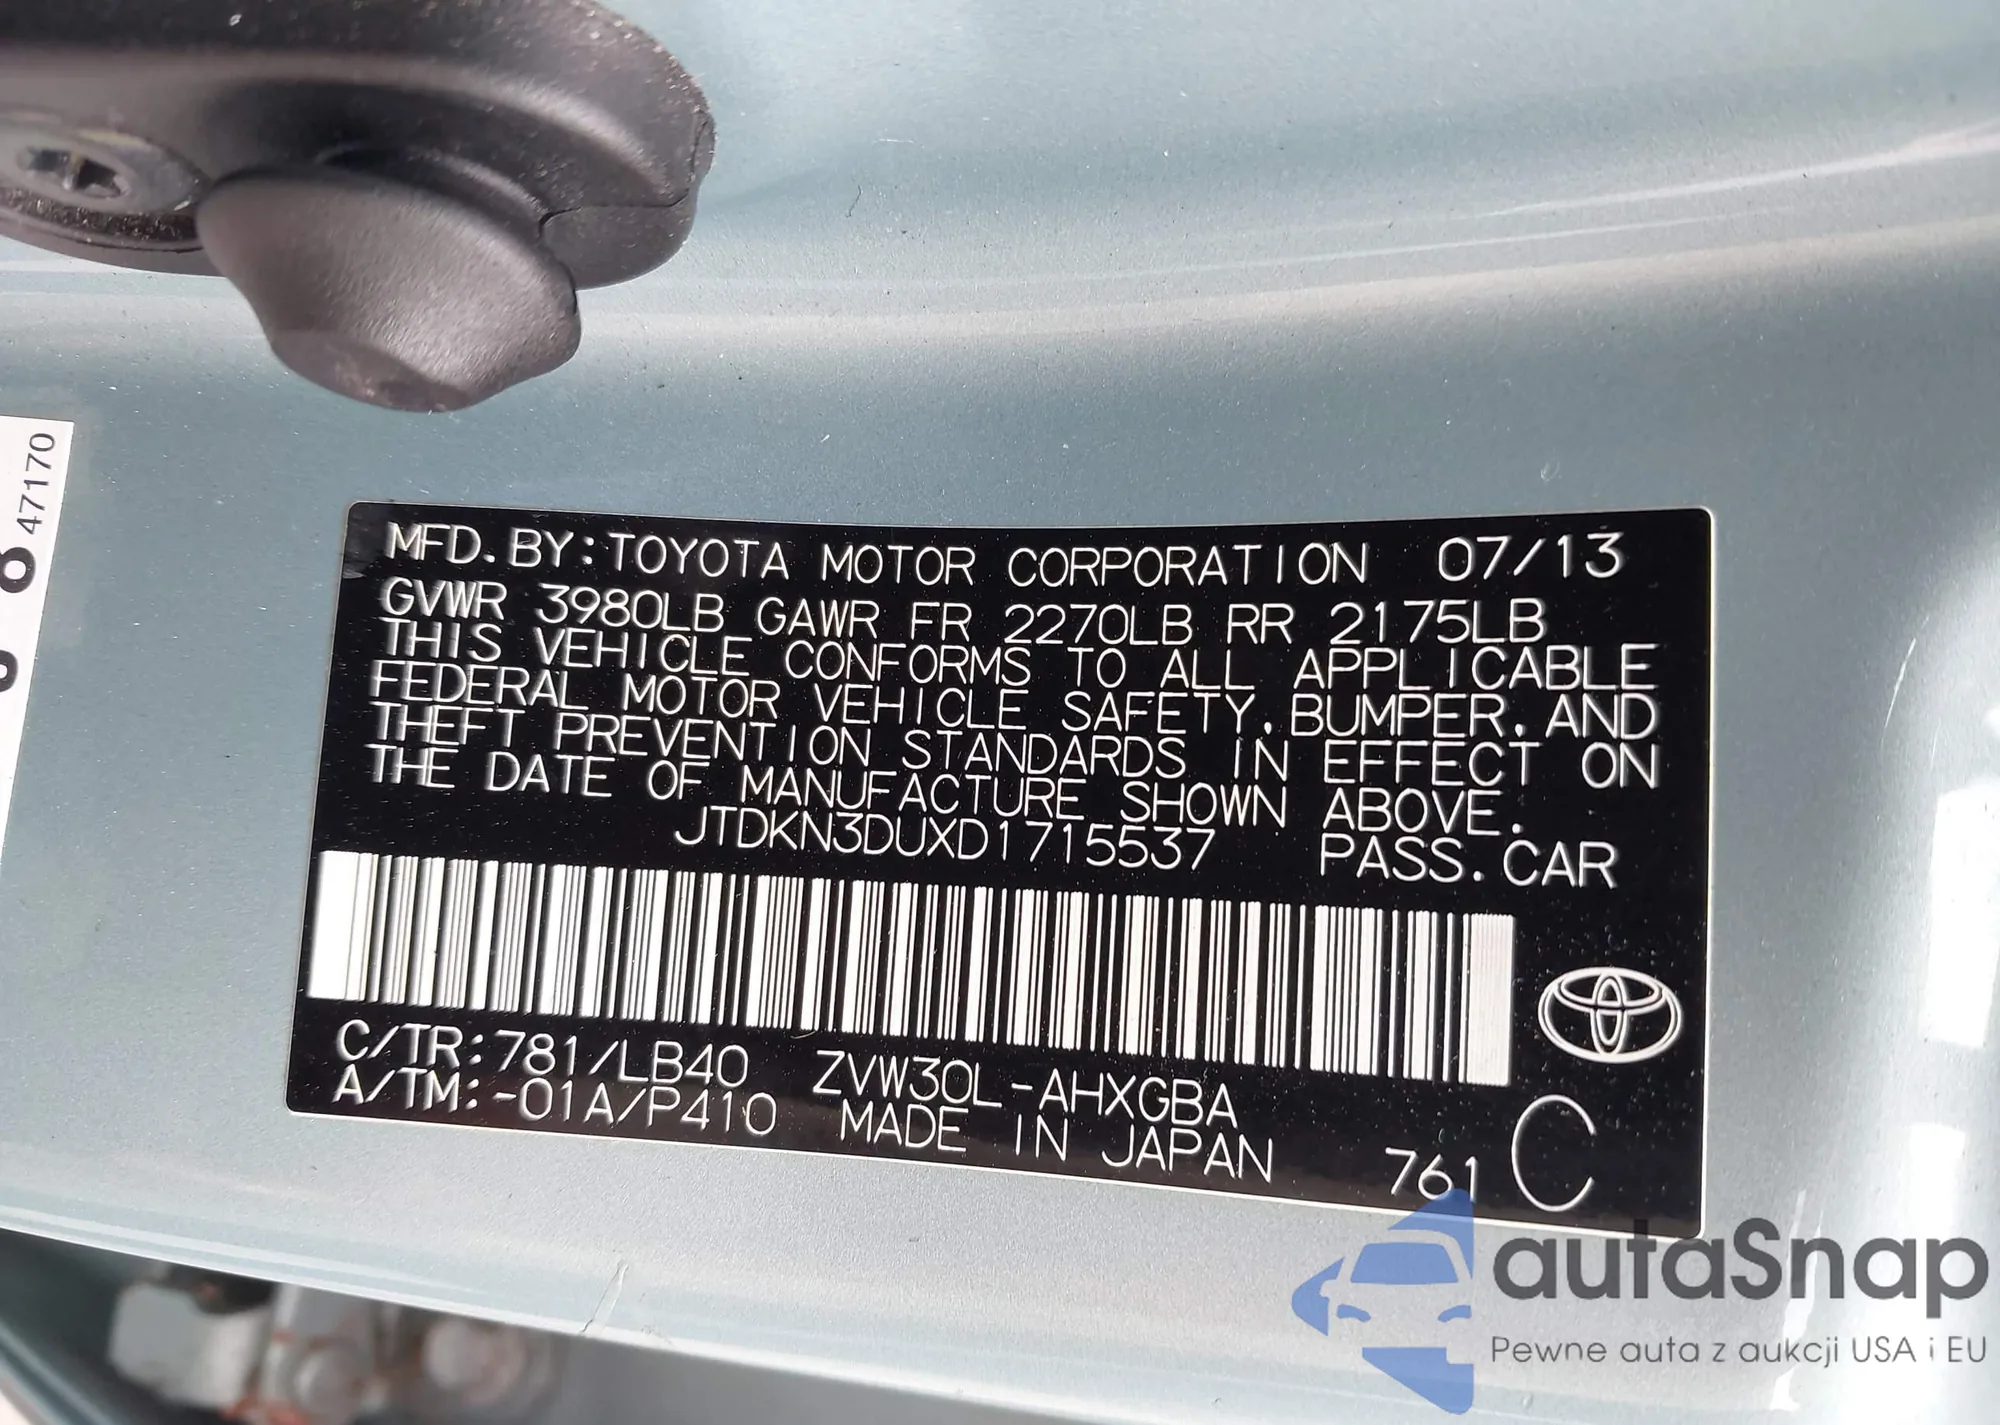 47170
MFD. BY: TOYOTA MOTOR CORPORATION 07/13
GVWR 3980LB GAWR FR 2270LB RR 2175LB
THIS VEHICLE CONFORMS TO ALL APPLICABLE
FEDERAL MOTOR VEHICLE SAFETY, BUMPER, AND
THEFT PREVENTION STANDARDS IN EFFECT ON
THE DATE OF MANUFACTURE SHOWN ABOVE.
JTDKN3DUXD1715537 PASS. CAR
C/TR: 781/LB40 ZVW30L-AHXGBA
A/TM: -01A/P410 MADE IN JAPAN 761 C
autaSnap
Pewne auta z aukcji USA i EU